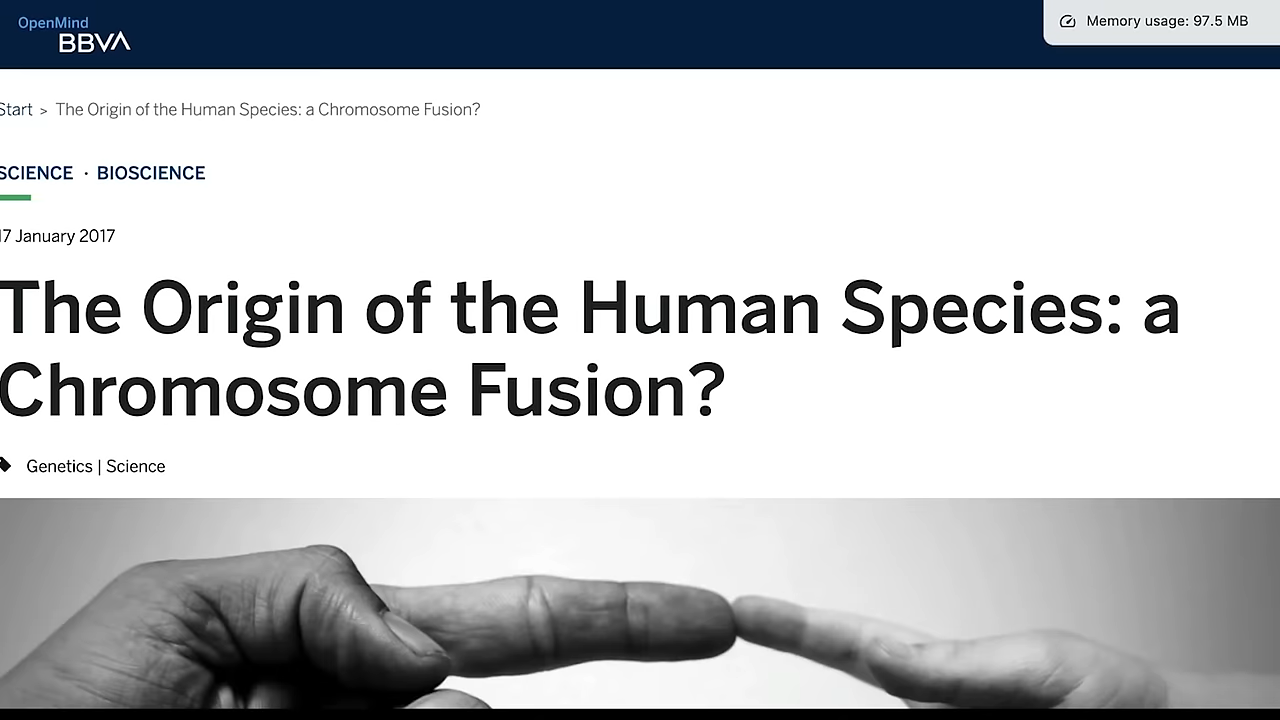 OpenMind
BBVA
Memory usage: 97.5 MB
Start > The Origin of the Human Species: a Chromosome Fusion?
SCIENCE · BIOSCIENCE
17 January 2017
The Origin of the Human Species: a
Chromosome Fusion?
Genetics | Science